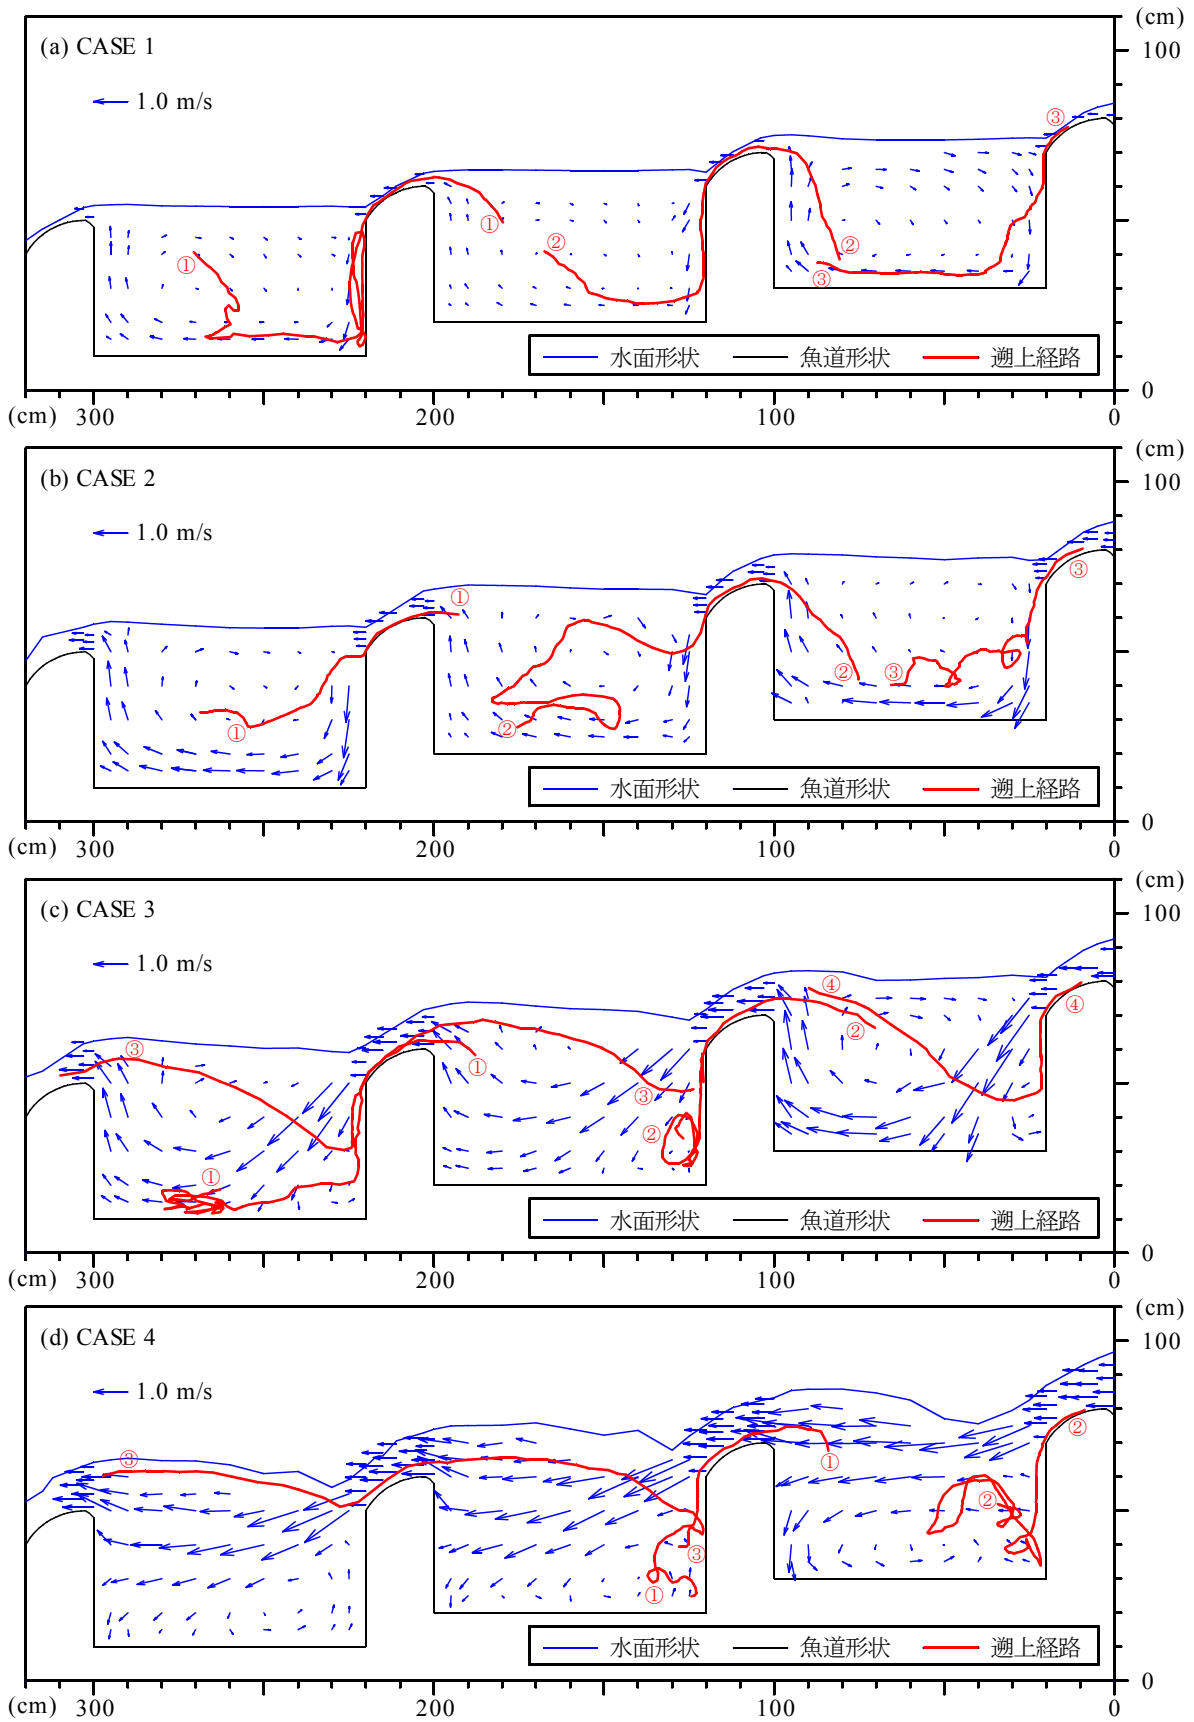 (cm)
(a) CASE 1
100
1.0 m/s
③
①
②
①
②
③
水面形状 魚道形状 遡上経路
0
(cm) 300 200 100 0
(cm)
(b) CASE 2
100
1.0 m/s
③
①
②
③
①
②
水面形状 魚道形状 遡上経路
0
(cm) 300 200 100 0
(cm)
(c) CASE 3
100
1.0 m/s
④
④
②
③
①
③
②
①
水面形状 魚道形状 遡上経路
0
(cm) 300 200 100 0
(cm)
(d) CASE 4
100
1.0 m/s
②
①
③
②
③
①
水面形状 魚道形状 遡上経路
0
(cm) 300 200 100 0